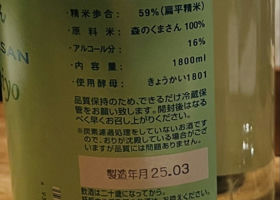 ん
SAN
yo
・精米歩合: 59%(扁平精米)
・原料米: 森のくまさん 100%
・アルコール分: 16%
・内容量: 1800ml
・使用酵母: きょうかい1801
品質保持のため、できるだけ冷蔵保
管をお願い致します。開封後はなる
べく早くお召し上がりください。
※炭素濾過処理をしていないお酒です
ので、おりが沈殿している場合がござ
いますが品質には問題ありません。
製造年月 25.03
飲酒は二十歳になってから。